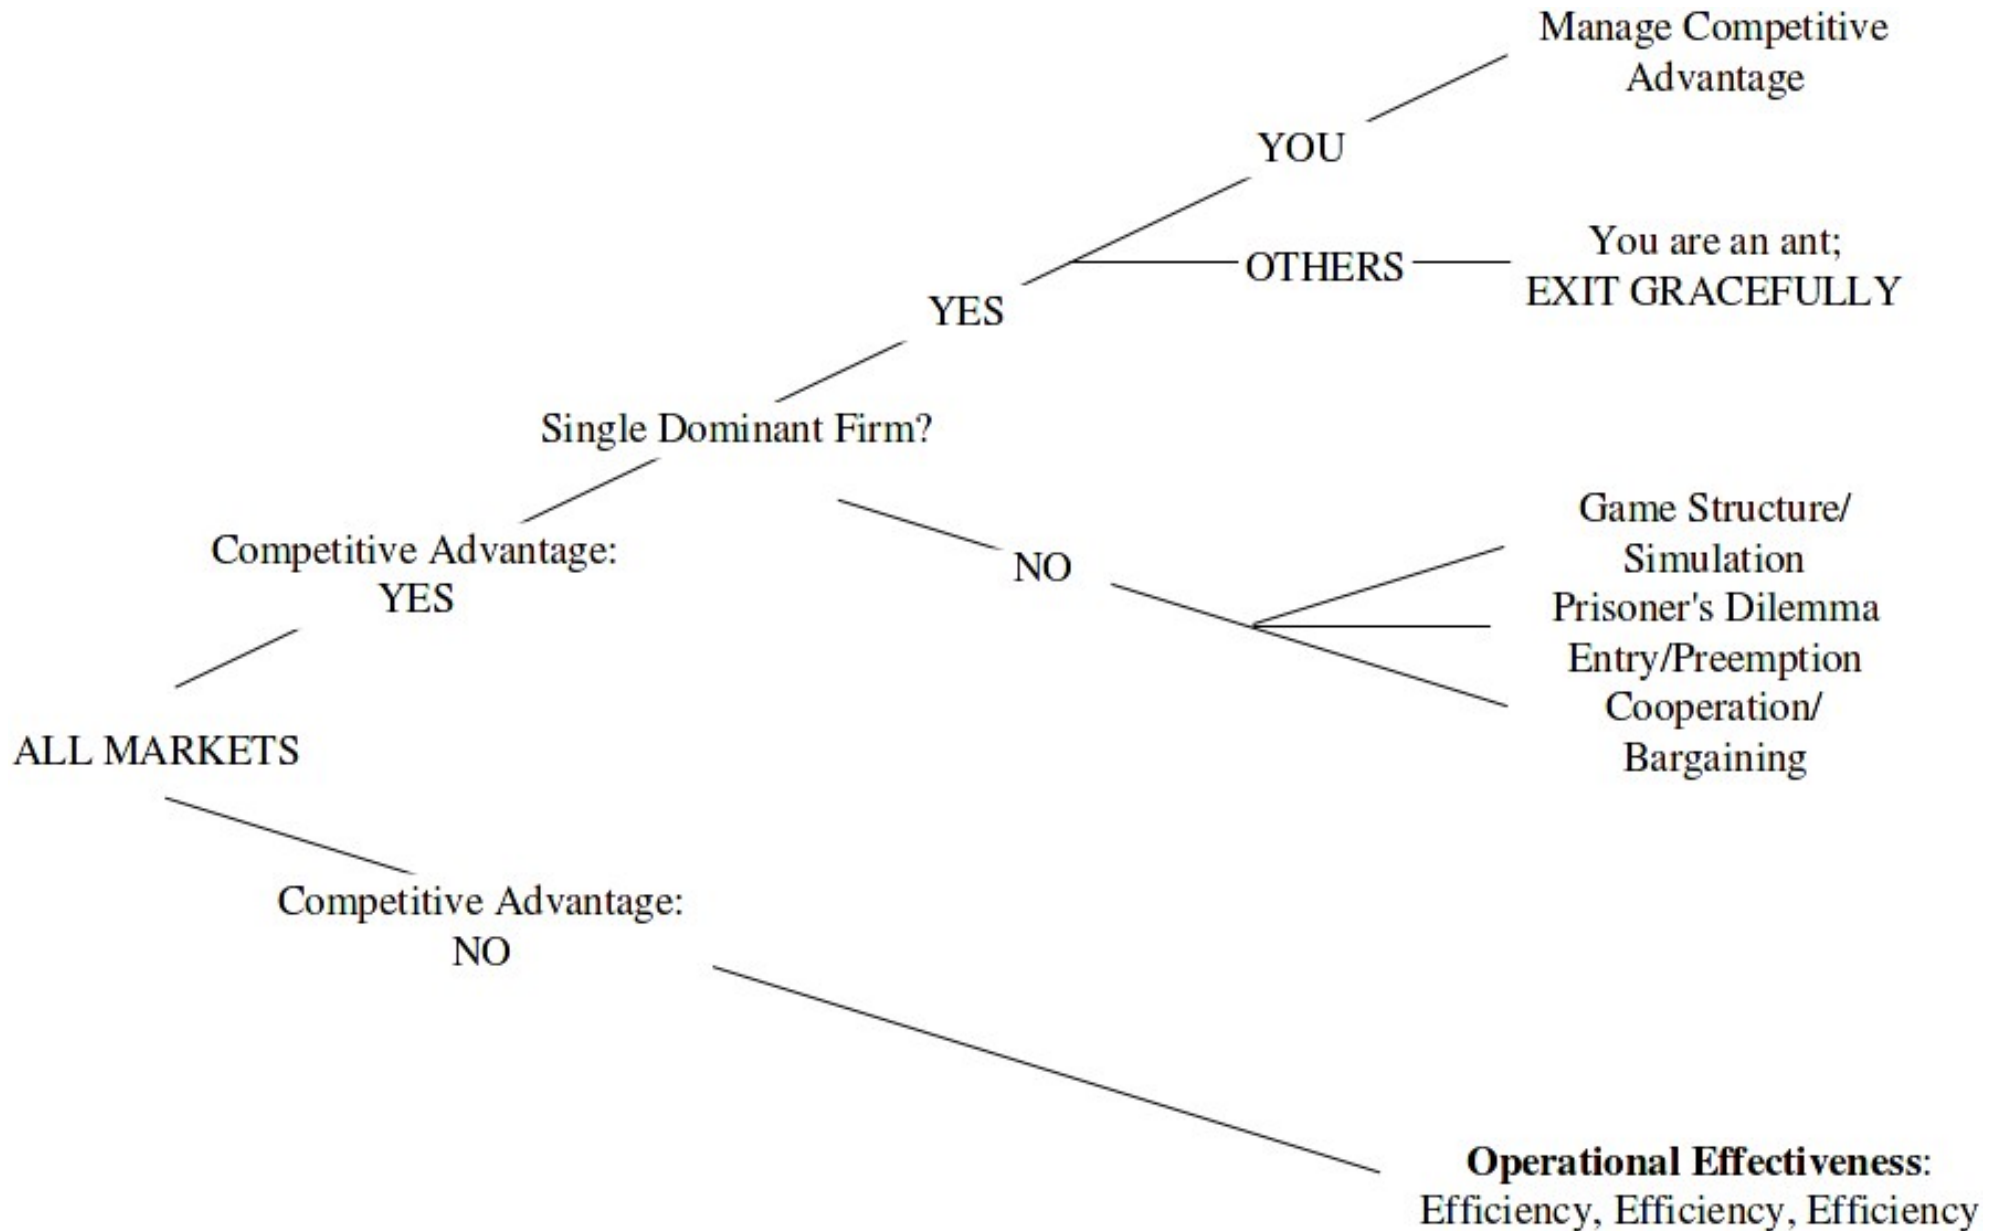 Manage Competitive
Advantage
YOU
OTHERS
You are an ant;
EXIT GRACEFULLY
YES
Single Dominant Firm?
Competitive Advantage:
YES
NO
Game Structure/
Simulation
Prisoner's Dilemma
Entry/Preemption
Cooperation/
Bargaining
ALL MARKETS
Competitive Advantage:
NO
Operational Effectiveness:
Efficiency, Efficiency, Efficiency